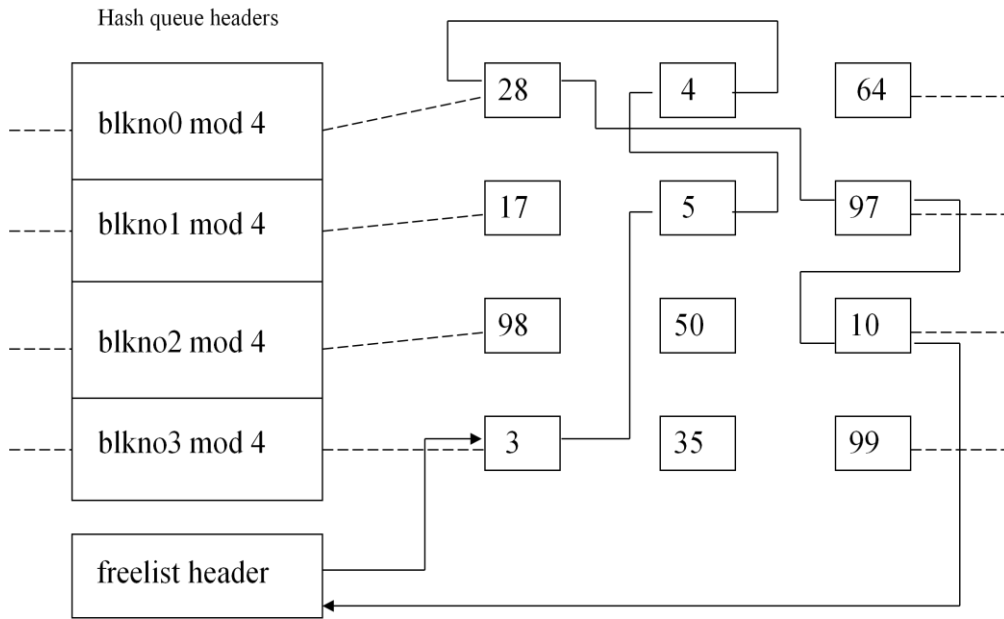 Hash queue headers
blkno0 mod 4
28
4
64
blkno1 mod 4
17
5
97
blkno2 mod 4
98
50
10
blkno3 mod 4
3
35
99
freelist header